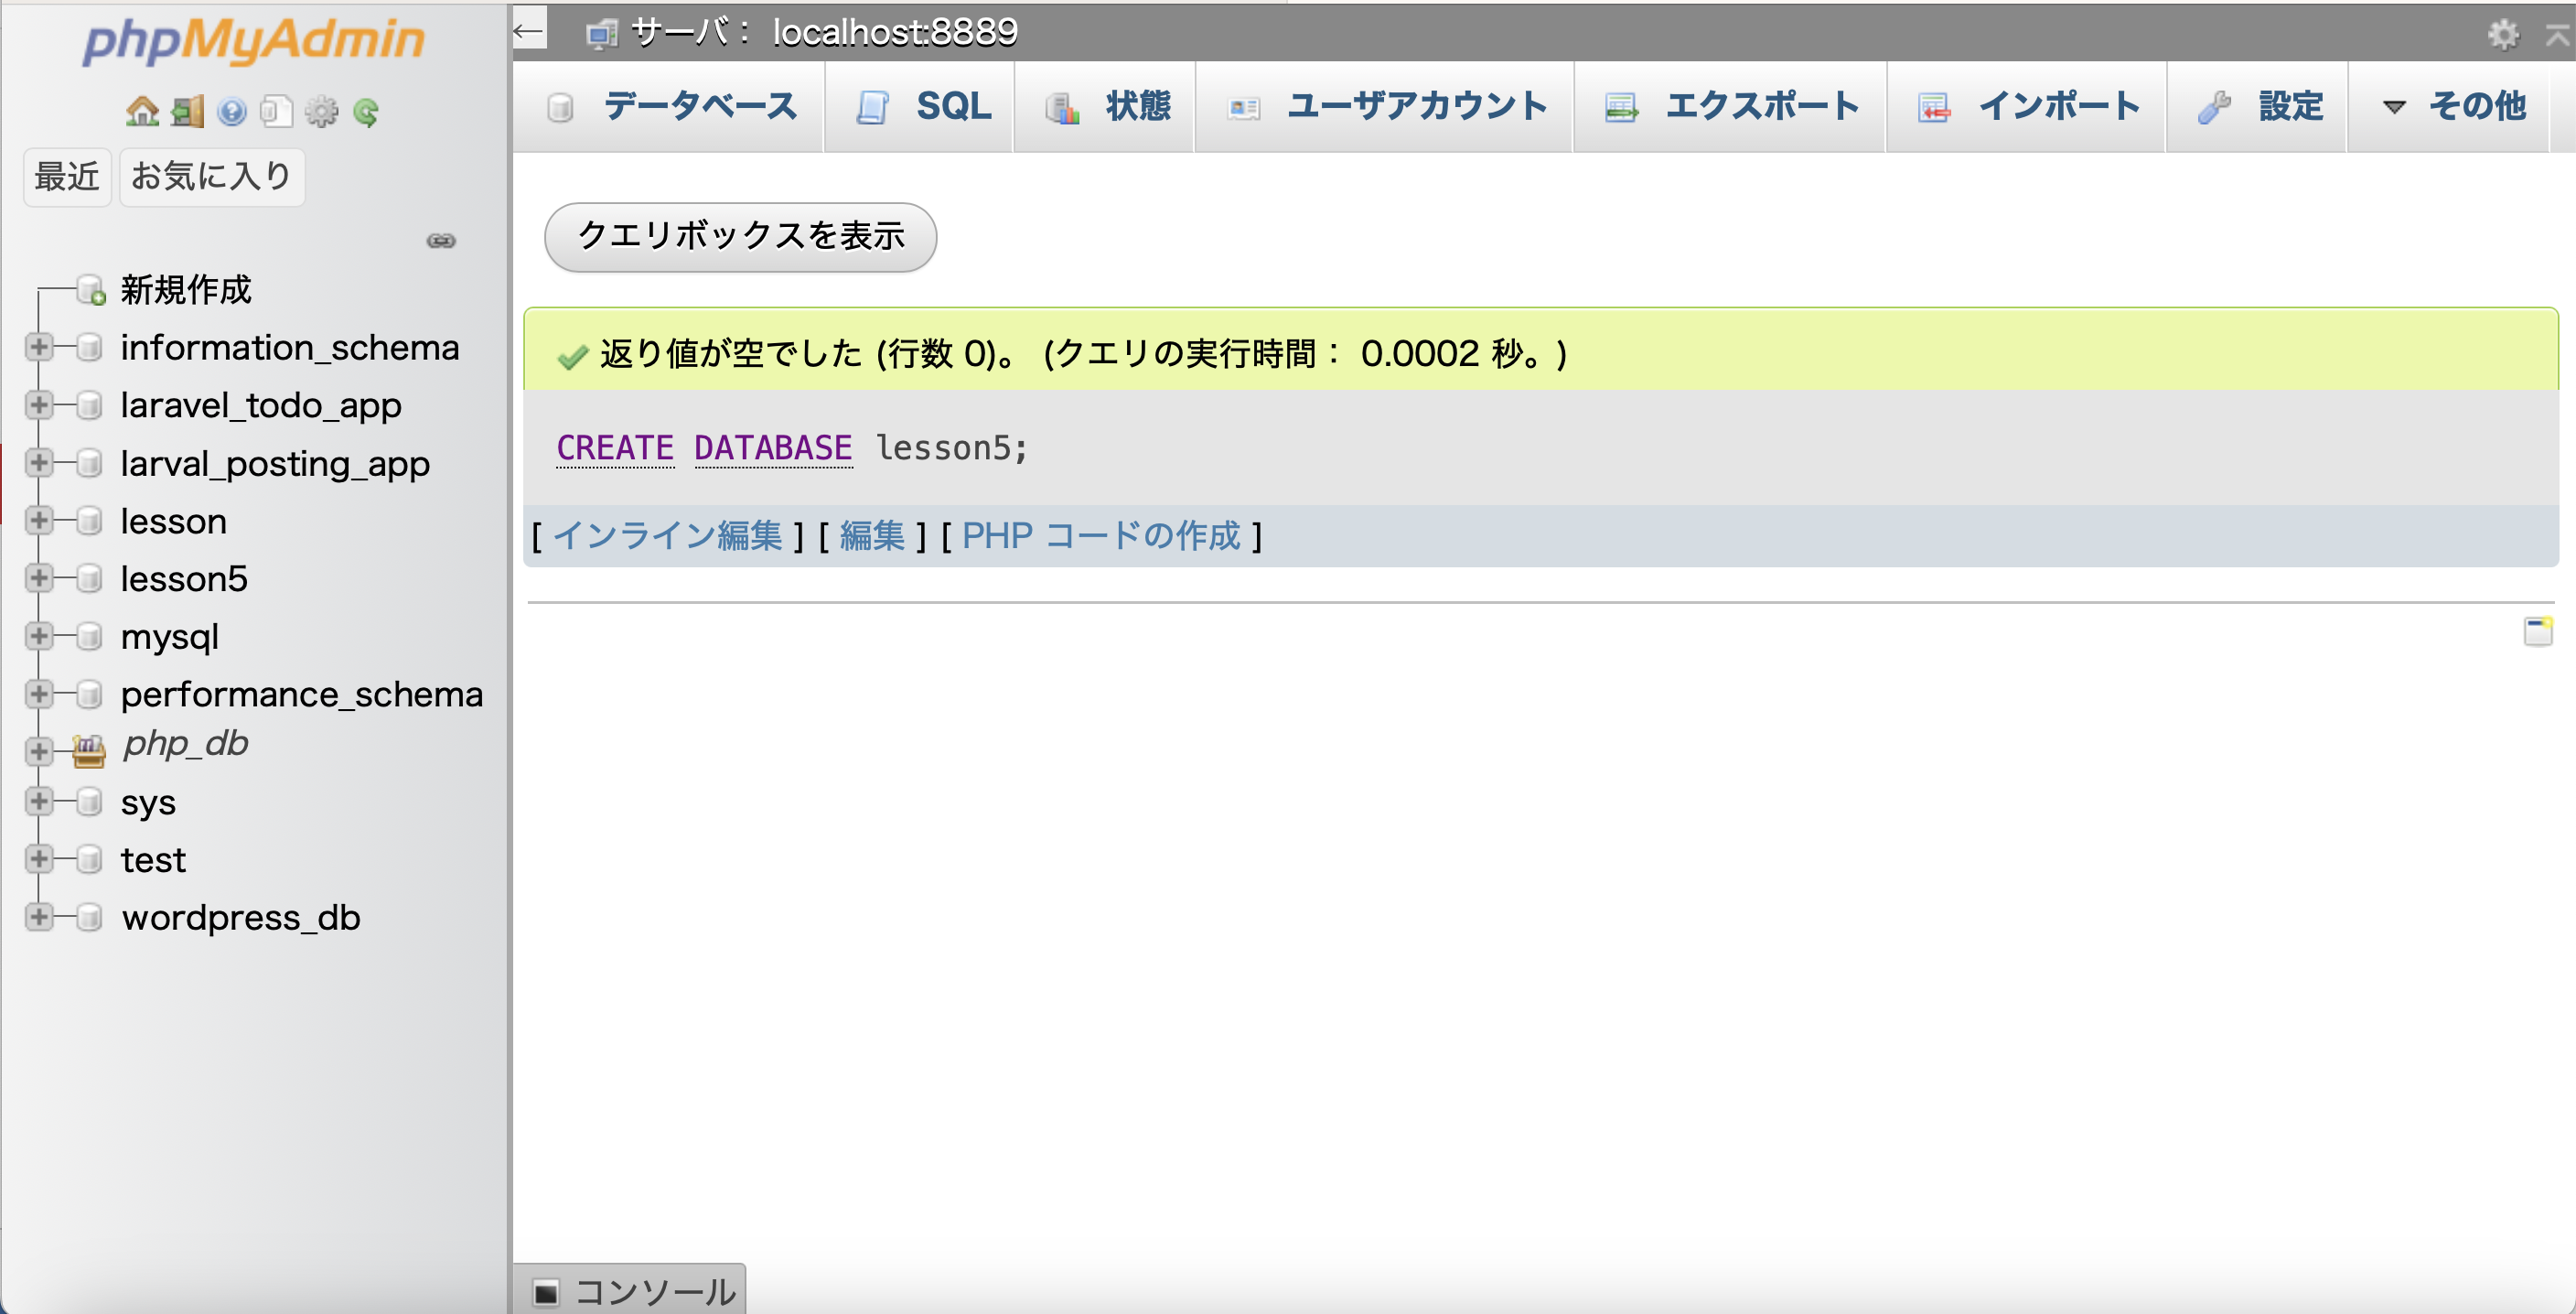 phpMyAdmin
最近 お気に入り
新規作成
information_schema
laravel_todo_app
larval_posting_app
lesson
lesson5
mysql
performance_schema
php_db
sys
test
wordpress_db
← サーバ： localhost:8889
データベース SQL 状態 ユーザアカウント エクスポート インポート 設定 その他
クエリボックスを表示
返り値が空でした (行数 0)。 (クエリの実行時間： 0.0002 秒。)
CREATE DATABASE lesson5;
[ インライン編集 ] [ 編集 ] [ PHP コードの作成 ]
コンソール